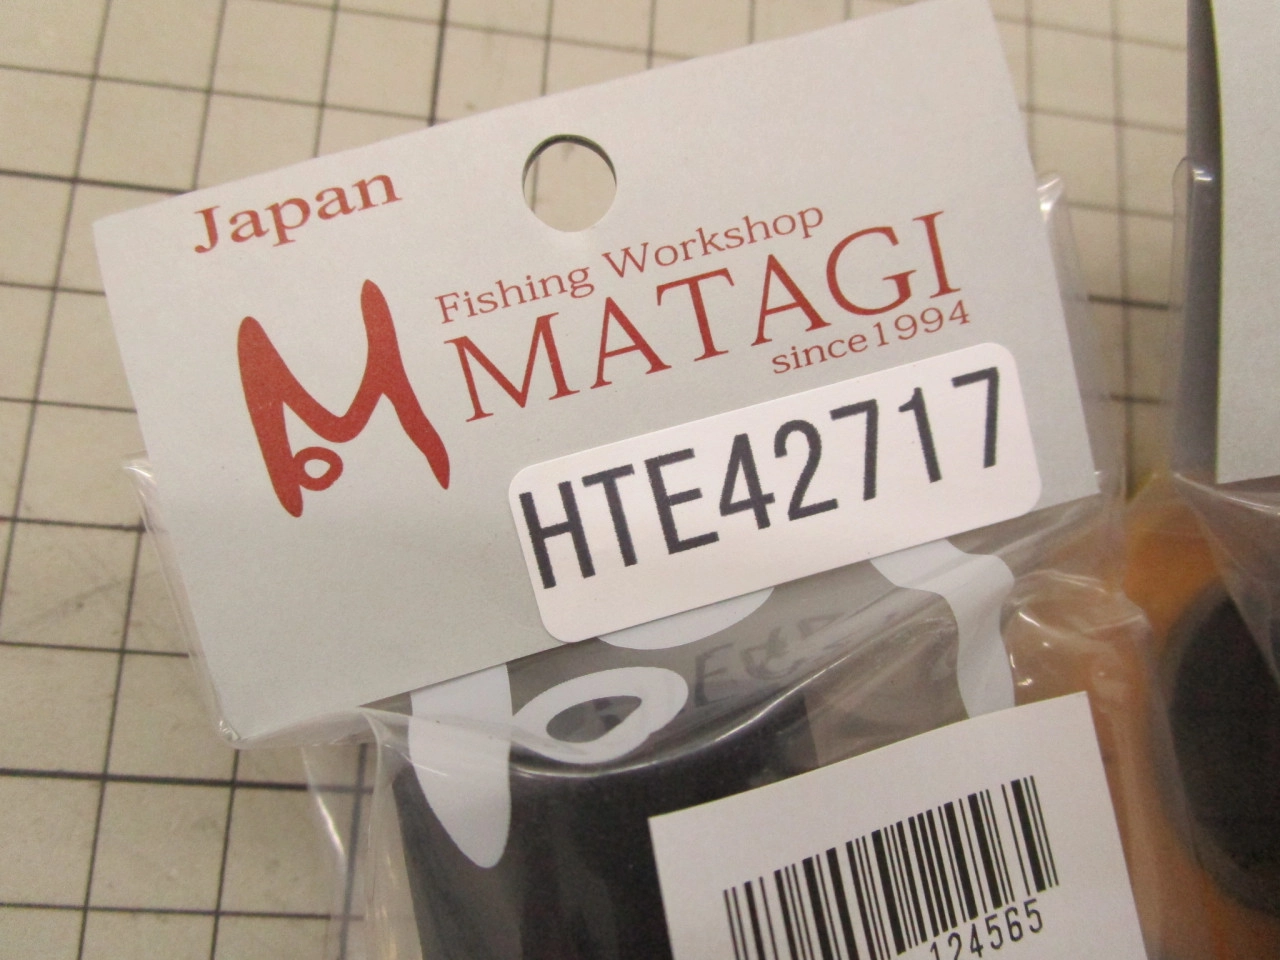 Japan
Fishing Workshop
MATAGI
since1994
HTE42717
124565